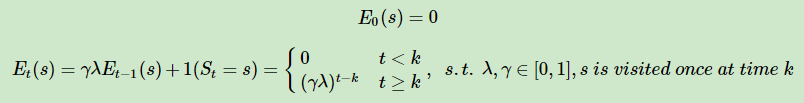 E_0(s) = 0
E_t(s) = γλE_{t−1}(s) + 1(S_t = s) = { 0 t < k (γλ)^{t−k} t ≥ k , s.t. λ, γ ∈ [0, 1], s is visited once at time k